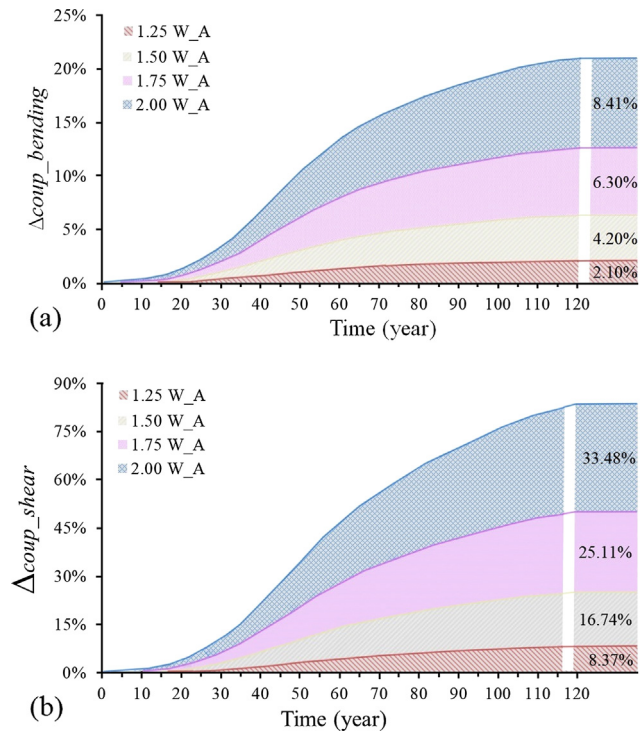 25%
20%
15%
10%
5%
0%
Δcoup_bending
1.25 W_A
1.50 W_A
1.75 W_A
2.00 W_A
8.41%
6.30%
4.20%
2.10%
0 10 20 30 40 50 60 70 80 90 100 110 120
Time (year)
(a)
90%
75%
60%
45%
30%
15%
0%
Δcoup_shear
1.25 W_A
1.50 W_A
1.75 W_A
2.00 W_A
33.48%
25.11%
16.74%
8.37%
0 10 20 30 40 50 60 70 80 90 100 110 120
Time (year)
(b)